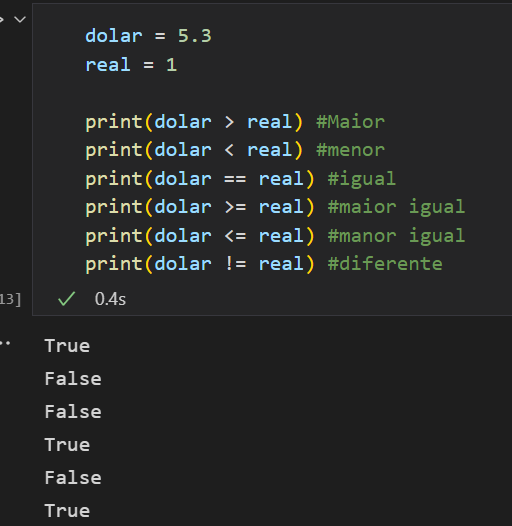 dolar = 5.3
real = 1
print(dolar > real) #Maior
print(dolar < real) #menor
print(dolar == real) #igual
print(dolar >= real) #maior igual
print(dolar <= real) #manor igual
print(dolar != real) #diferente
13] 0.4s
True
False
False
True
False
True